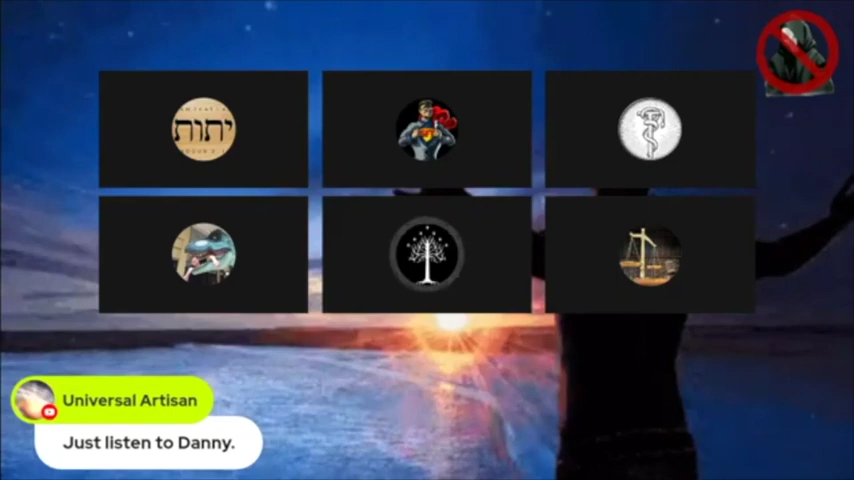 יהוה
Universal Artisan
Just listen to Danny.